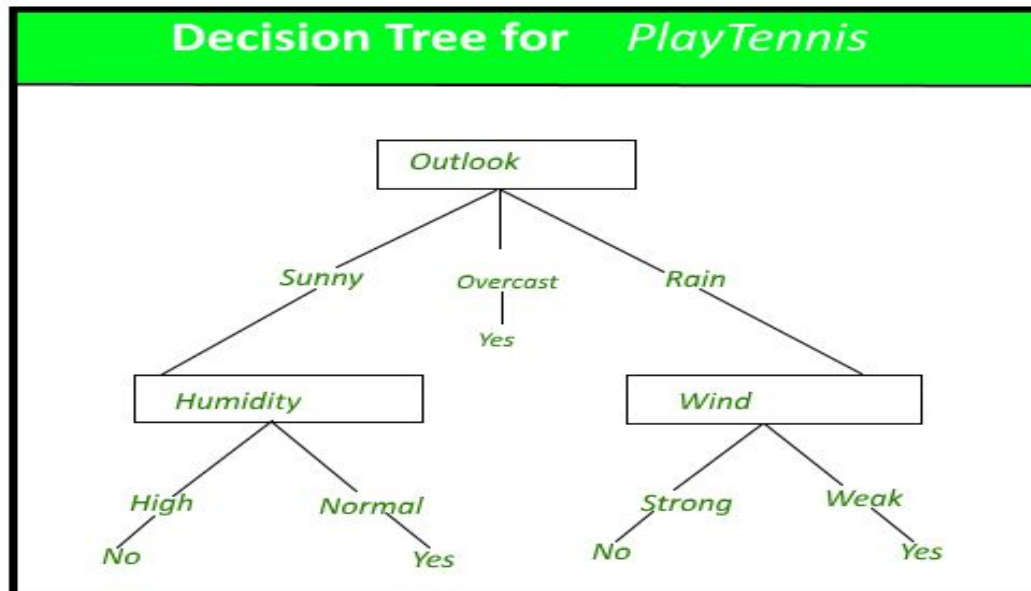 Decision Tree for PlayTennis
Outlook
Sunny Overcast Rain
Yes
Humidity Wind
High Normal Strong Weak
No Yes No Yes